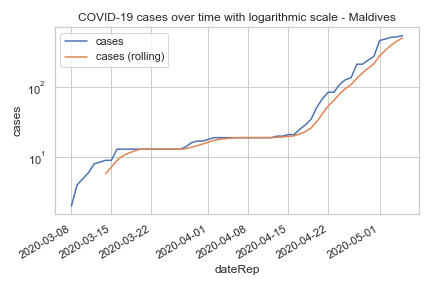 COVID-19 cases over time with logarithmic scale - Maldives
cases
cases (rolling)
10²
10¹
cases
2020-03-08
2020-03-15
2020-03-22
2020-04-01
2020-04-08
2020-04-15
2020-04-22
2020-05-01
dateRep